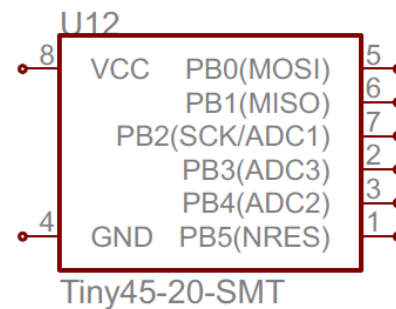 U12
8 VCC PB0(MOSI) 5
PB1(MISO) 6
PB2(SCK/ADC1) 7
PB3(ADC3) 2
PB4(ADC2) 3
4 GND PB5(NRES) 1
Tiny45-20-SMT